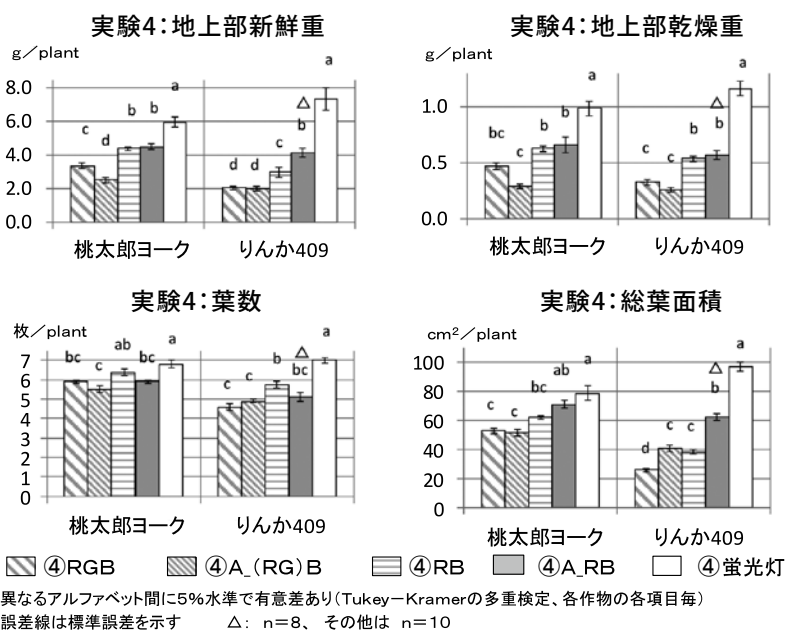 実験4：地上部新鮮重
g／plant
8.0
6.0
4.0
2.0
0.0
c d b b a
d d c △ b a
桃太郎ヨーク りんか409
実験4：地上部乾燥重
g／plant
1.0
0.5
0.0
bc c b b a
c c b △ b a
桃太郎ヨーク りんか409
実験4：葉数
枚／plant
7
6
5
4
3
2
1
0
bc c ab bc a
c c b △ bc a
桃太郎ヨーク りんか409
実験4：総葉面積
cm²／plant
100
80
60
40
20
0
c c bc ab a
d c c △ b a
桃太郎ヨーク りんか409
④RGB ④A_(RG)B ④RB ④A_RB ④蛍光灯
異なるアルファベット間に5％水準で有意差あり(Tukey－Kramerの多重検定、各作物の各項目毎)
誤差線は標準誤差を示す △： n＝8、 その他は n＝10